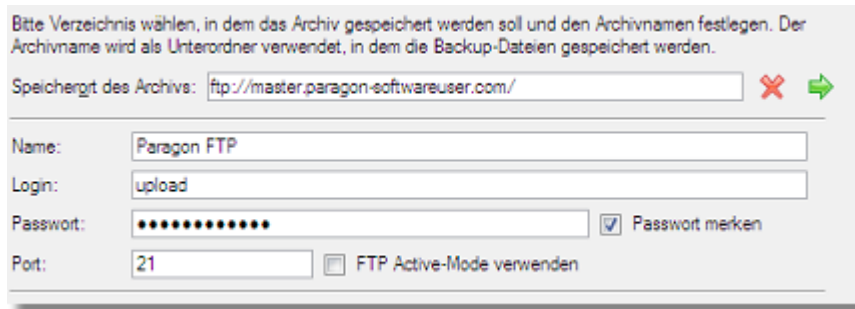 Bitte Verzeichnis wählen, in dem das Archiv gespeichert werden soll und den Archivnamen festlegen. Der
Archivname wird als Unterordner verwendet, in dem die Backup-Dateien gespeichert werden.
Speicherort des Archivs: ftp://master.paragon-softwareuser.com/
Name: Paragon FTP
Login: upload
Passwort: ●●●●●●●●●●●● Passwort merken
Port: 21 FTP Active-Mode verwenden